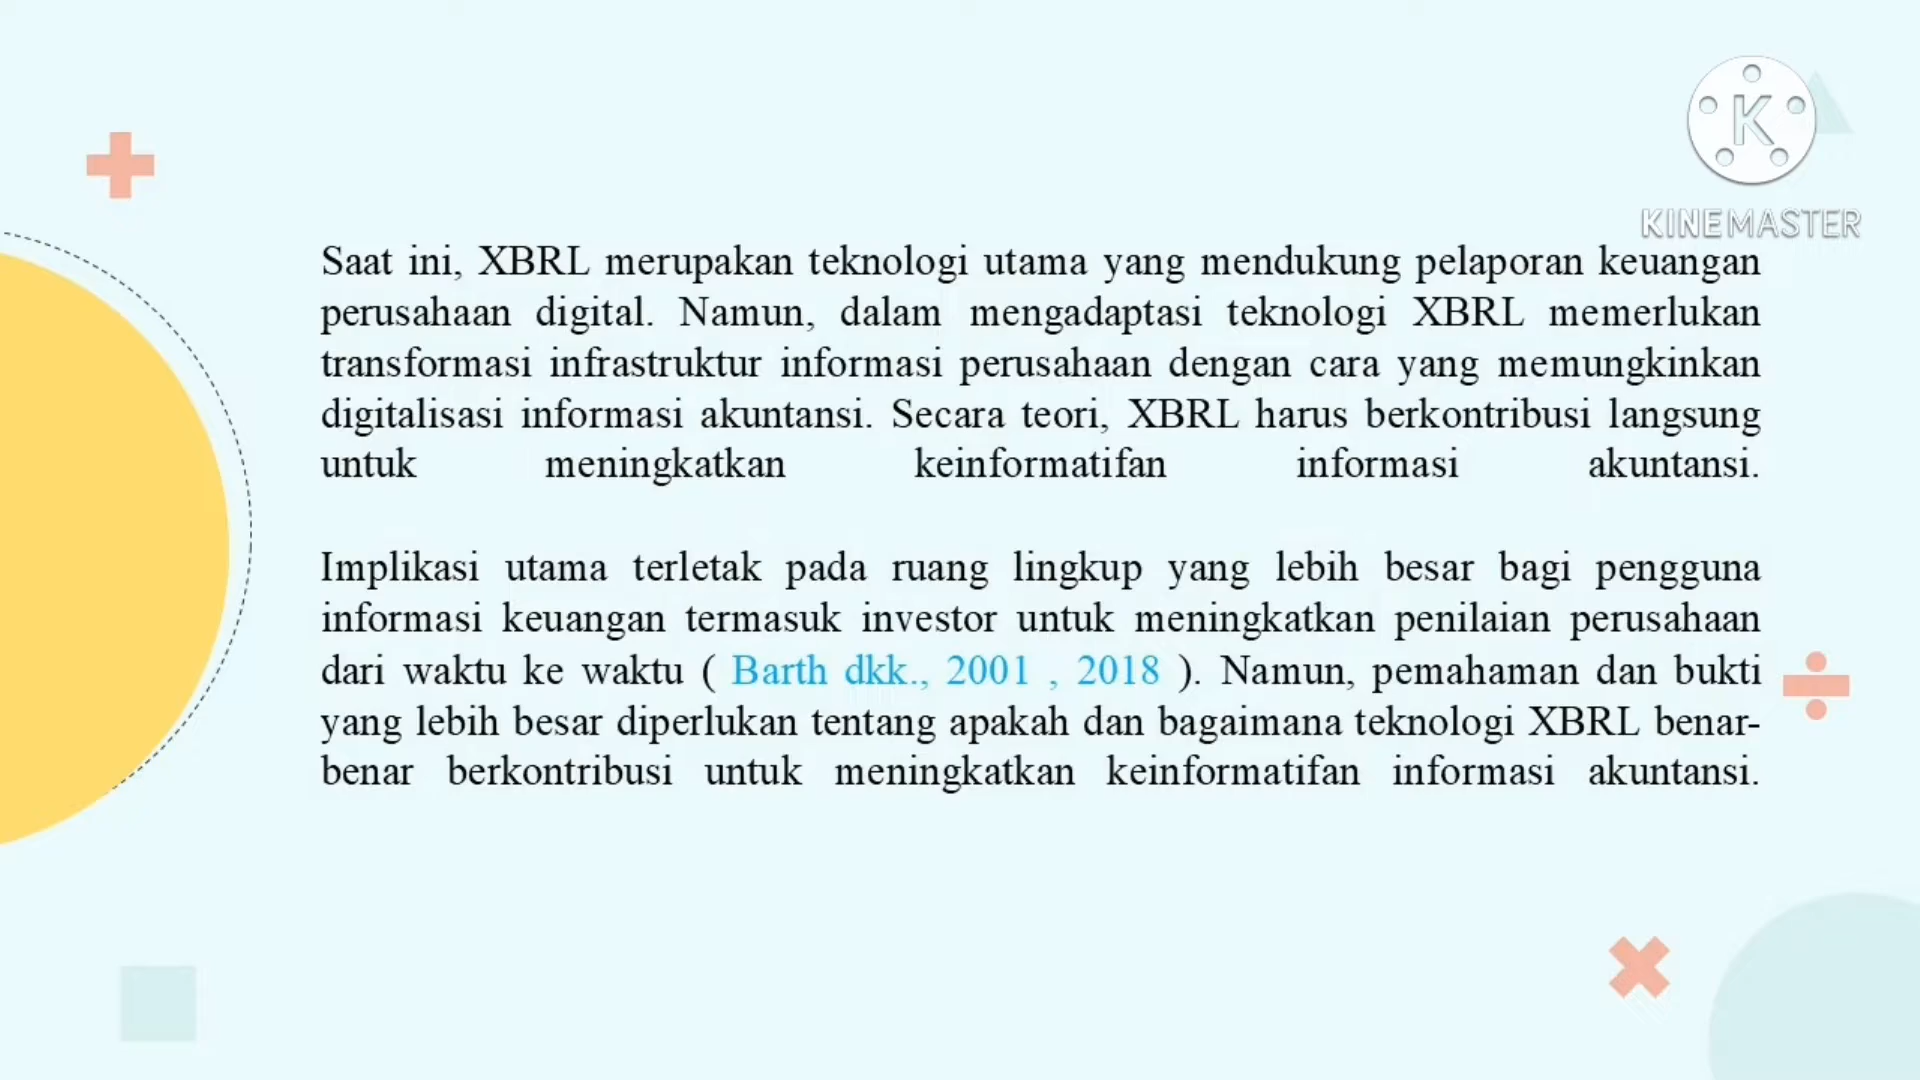 K
KINEMASTER
Saat ini, XBRL merupakan teknologi utama yang mendukung pelaporan keuangan
perusahaan digital. Namun, dalam mengadaptasi teknologi XBRL memerlukan
transformasi infrastruktur informasi perusahaan dengan cara yang memungkinkan
digitalisasi informasi akuntansi. Secara teori, XBRL harus berkontribusi langsung
untuk meningkatkan keinformatifan informasi akuntansi.
Implikasi utama terletak pada ruang lingkup yang lebih besar bagi pengguna
informasi keuangan termasuk investor untuk meningkatkan penilaian perusahaan
dari waktu ke waktu ( Barth dkk., 2001 , 2018 ). Namun, pemahaman dan bukti
yang lebih besar diperlukan tentang apakah dan bagaimana teknologi XBRL benar-
benar berkontribusi untuk meningkatkan keinformatifan informasi akuntansi.